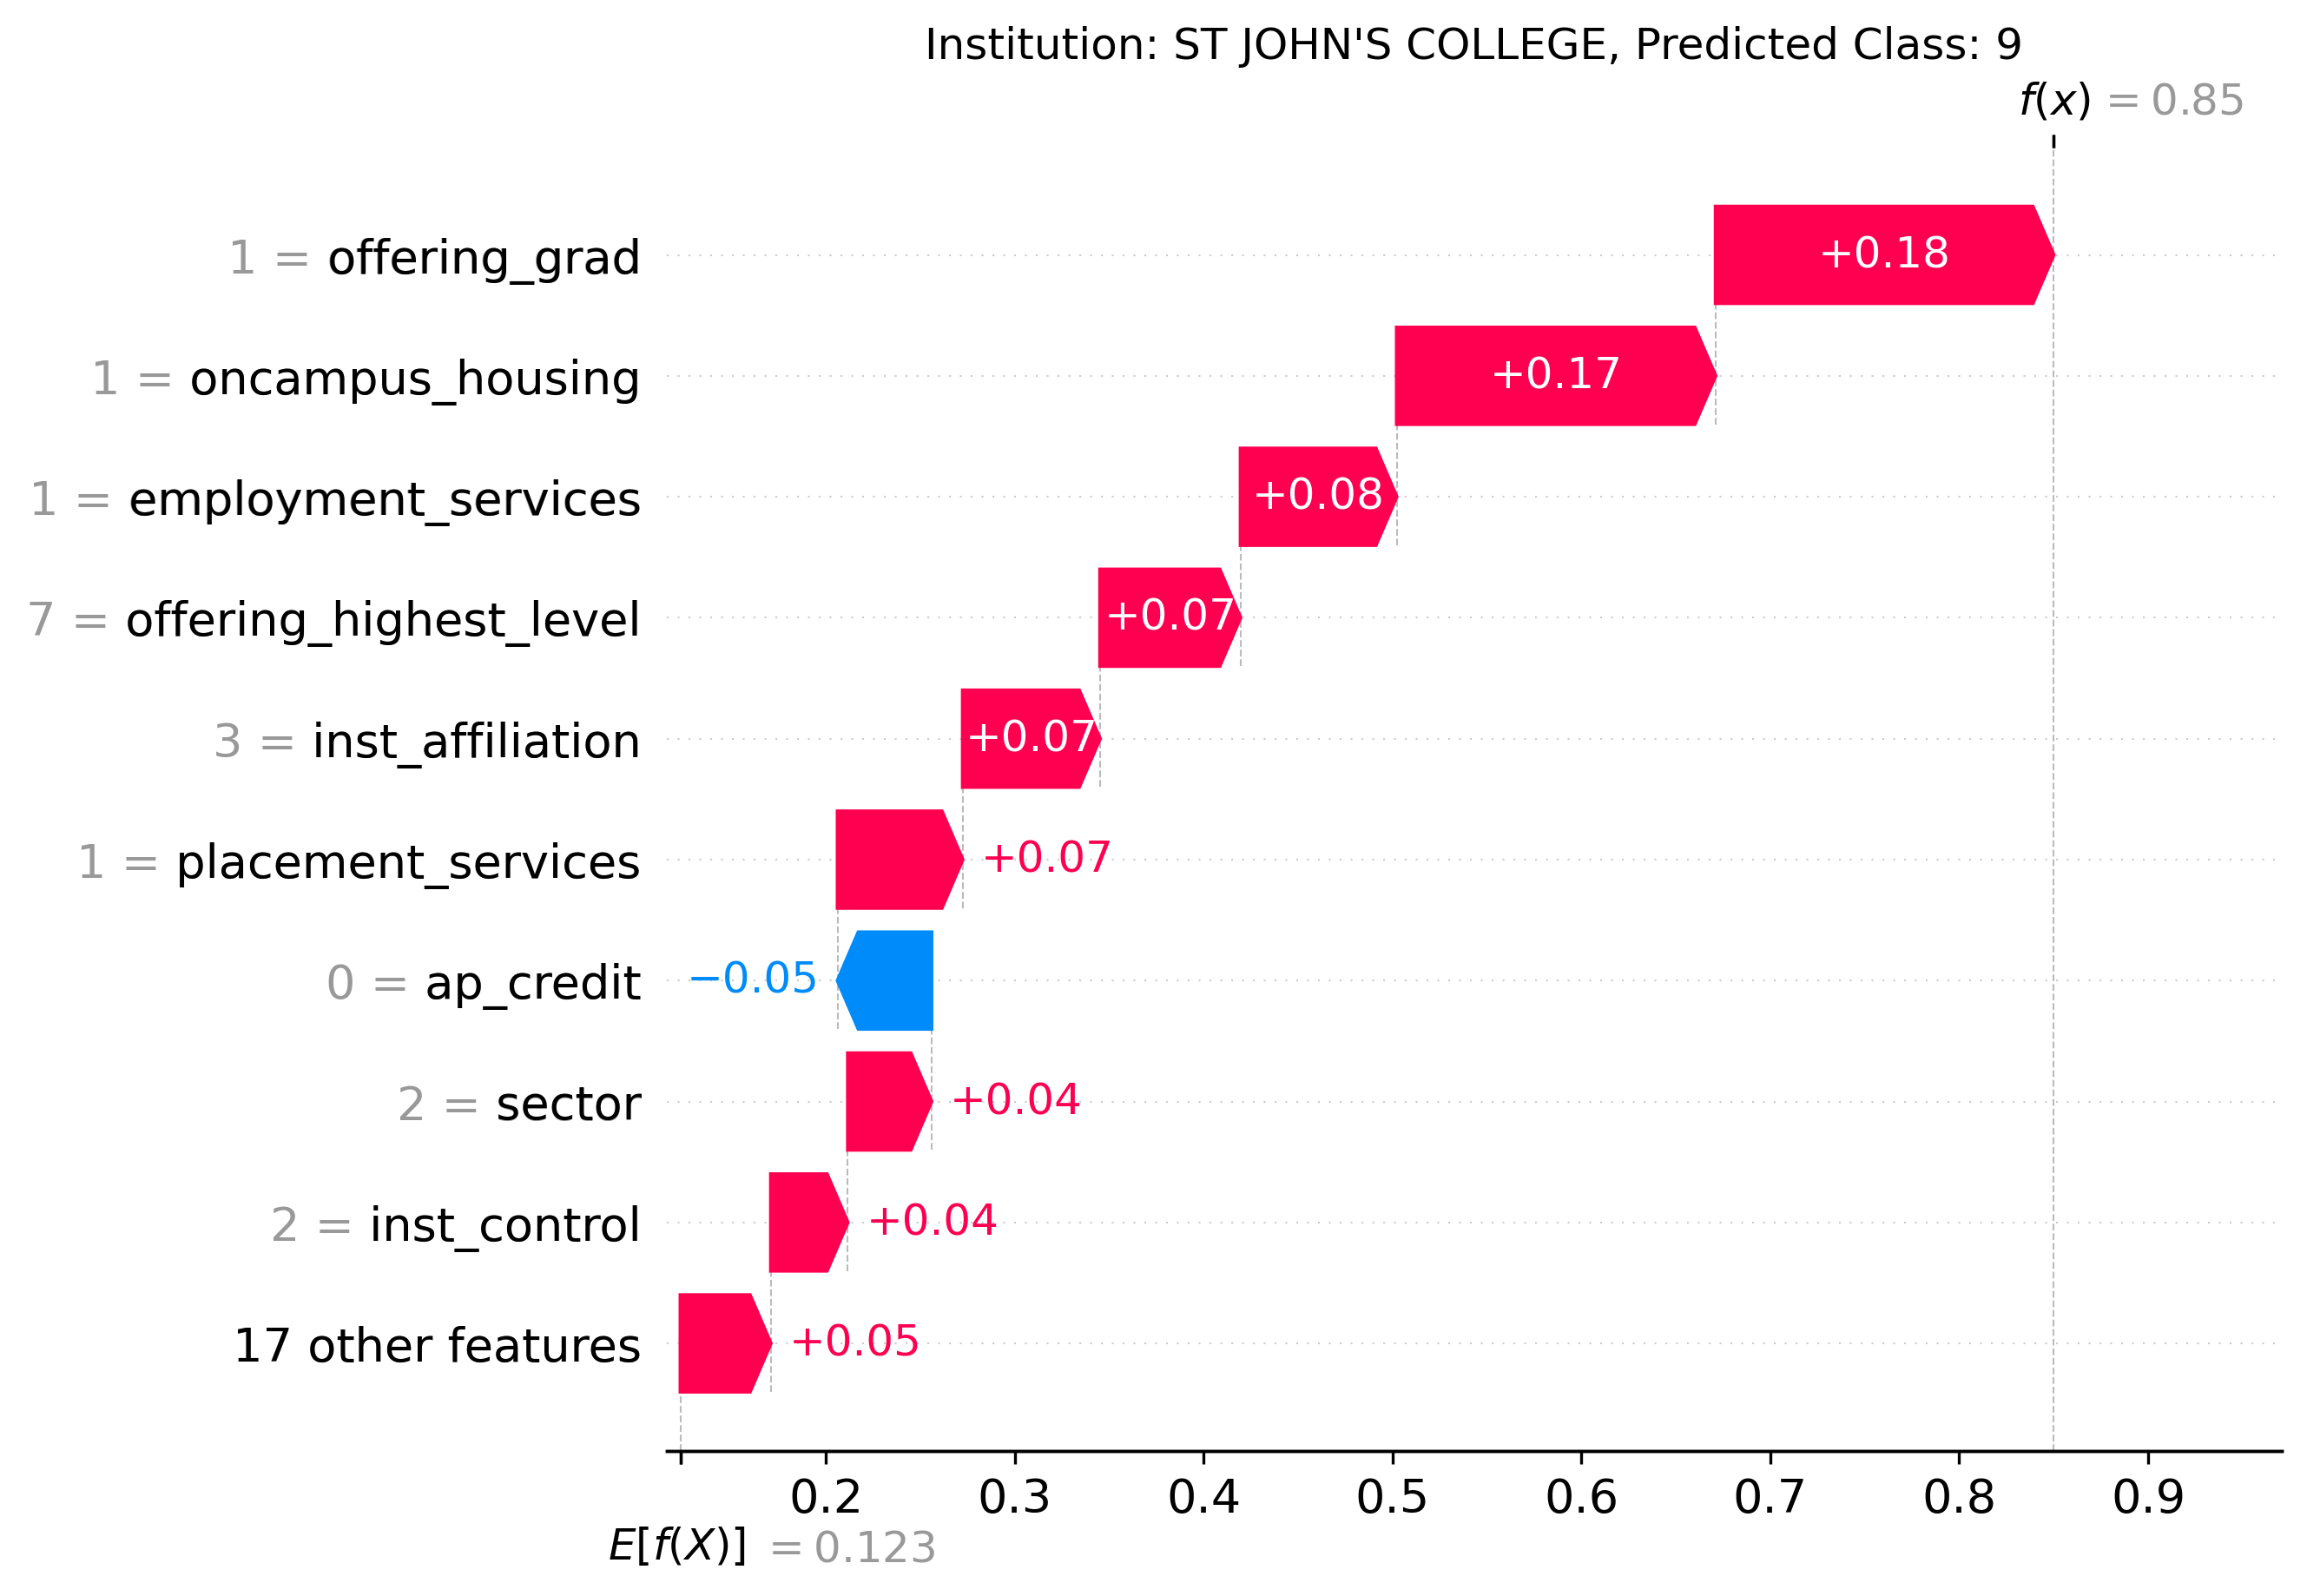 Institution: ST JOHN'S COLLEGE, Predicted Class: 9
f(x) = 0.85
1 = offering_grad +0.18
1 = oncampus_housing +0.17
1 = employment_services +0.08
7 = offering_highest_level +0.07
3 = inst_affiliation +0.07
1 = placement_services +0.07
0 = ap_credit −0.05
2 = sector +0.04
2 = inst_control +0.04
17 other features +0.05
0.2 0.3 0.4 0.5 0.6 0.7 0.8 0.9
E[f(X)] = 0.123